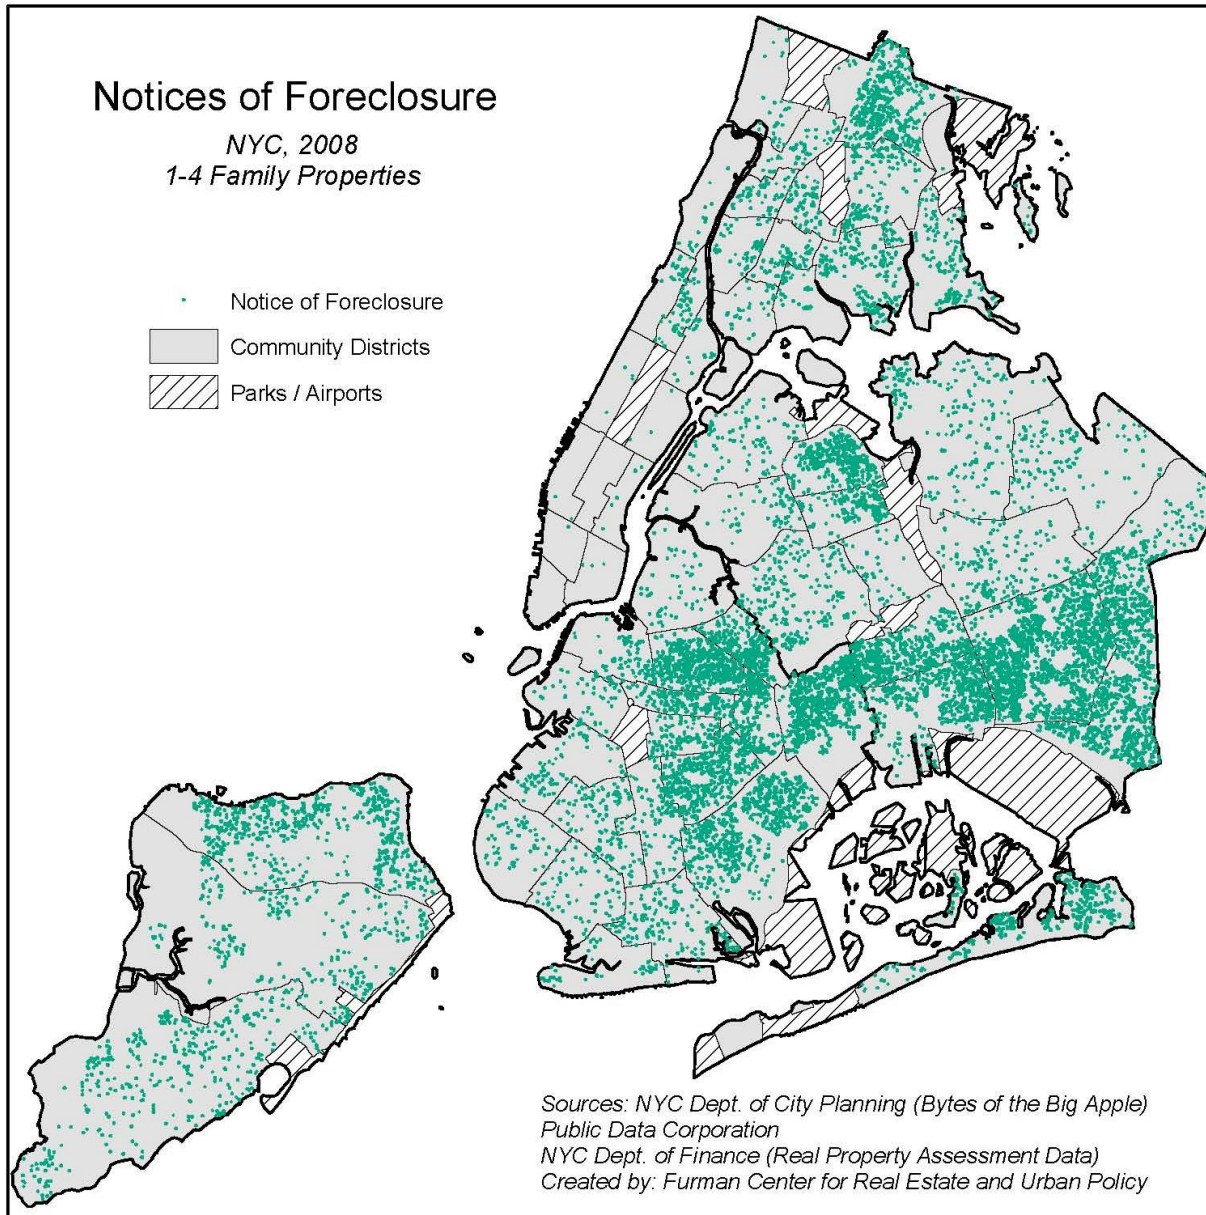 Notices of Foreclosure
NYC, 2008
1-4 Family Properties
Notice of Foreclosure
Community Districts
Parks / Airports
Sources: NYC Dept. of City Planning (Bytes of the Big Apple)
Public Data Corporation
NYC Dept. of Finance (Real Property Assessment Data)
Created by: Furman Center for Real Estate and Urban Policy